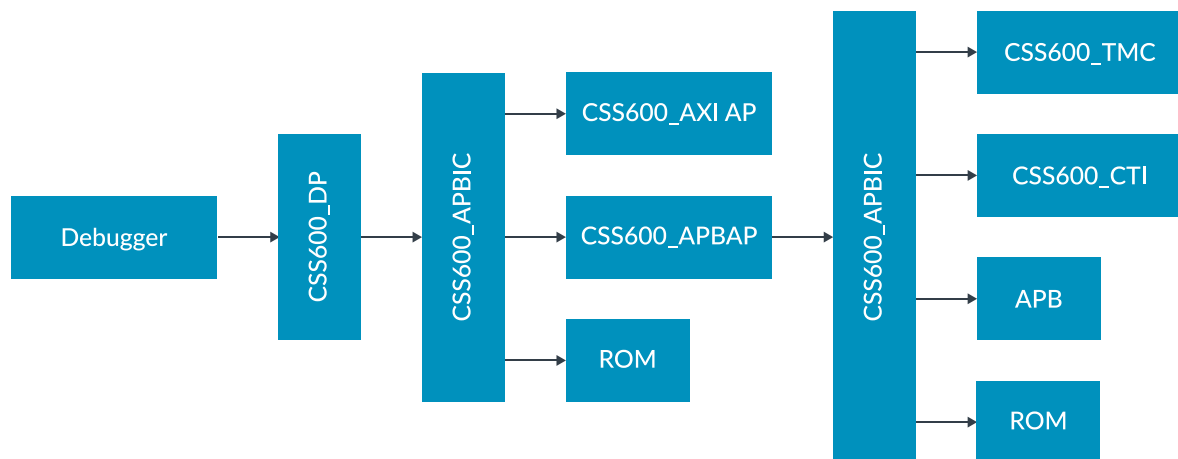 Debugger
CSS600_DP
CSS600_APBIC
CSS600_AXI AP
CSS600_APBAP
ROM
CSS600_APBIC
CSS600_TMC
CSS600_CTI
APB
ROM